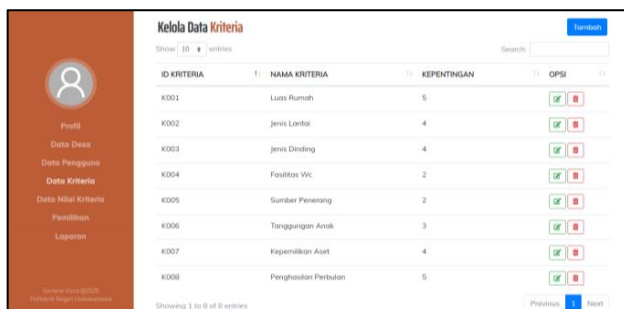 Kelola Data Kriteria
Tambah
Show 10 entries
Search:
ID KRITERIA NAMA KRITERIA KEPENTINGAN OPSI
K001 Luas Rumah 5
K002 Jenis Lantai 4
K003 Jenis Dinding 4
K004 Fasilitas Wc 2
K005 Sumber Penerang 2
K006 Tanggungan Anak 3
K007 Kepemilikan Aset 4
K008 Penghasilan Perbulan 5
Showing 1 to 8 of 8 entries
Previous 1 Next
Profil
Data Desa
Data Pengguna
Data Kriteria
Data Nilai Kriteria
Pemilihan
Laporan
@2020
Politeknik Negeri